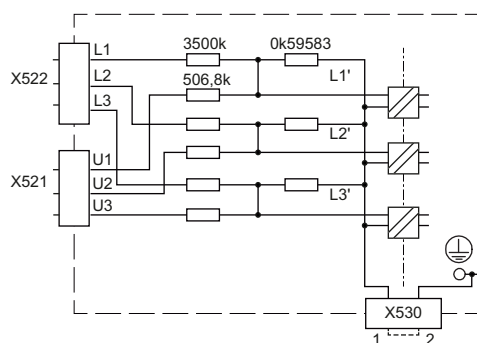 L1 3500k 0k59583
X522 L2 506,8k L1'
L3
L2'
U1
X521 U2
L3'
U3
X530
1 2